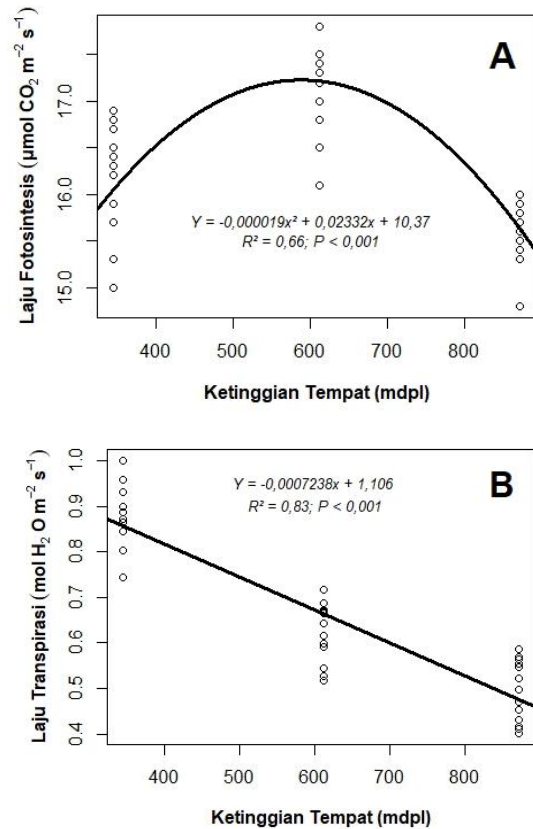 A
Laju Fotosintesis (µmol CO₂ m⁻² s⁻¹)
17.0
16.0
15.0
Y = -0,000019x² + 0,02332x + 10,37
R² = 0,66; P < 0,001
400 500 600 700 800
Ketinggian Tempat (mdpl)
B
Laju Transpirasi (mol H₂ O m⁻² s⁻¹)
1.0
0.9
0.8
0.7
0.6
0.5
0.4
Y = -0,0007238x + 1,106
R² = 0,83; P < 0,001
400 500 600 700 800
Ketinggian Tempat (mdpl)